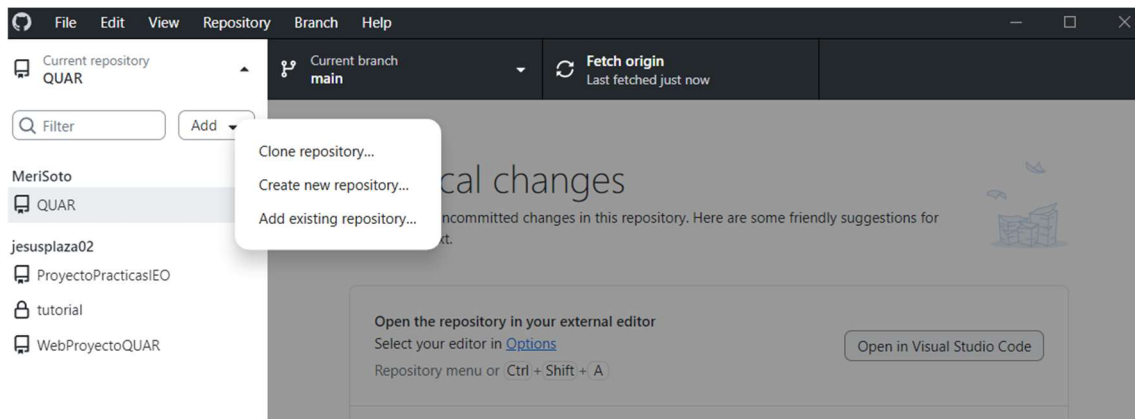 File Edit View Repository Branch Help
Current repository
QUAR
Current branch
main
Fetch origin
Last fetched just now
Filter
Add
Clone repository...
Create new repository...
Add existing repository...
MeriSoto
QUAR
jesusplaza02
ProyectoPracticasIEO
tutorial
WebProyectoQUAR
cal changes
ncommitted changes in this repository. Here are some friendly suggestions for
xt.
Open the repository in your external editor
Select your editor in Options
Repository menu or Ctrl + Shift + A
Open in Visual Studio Code